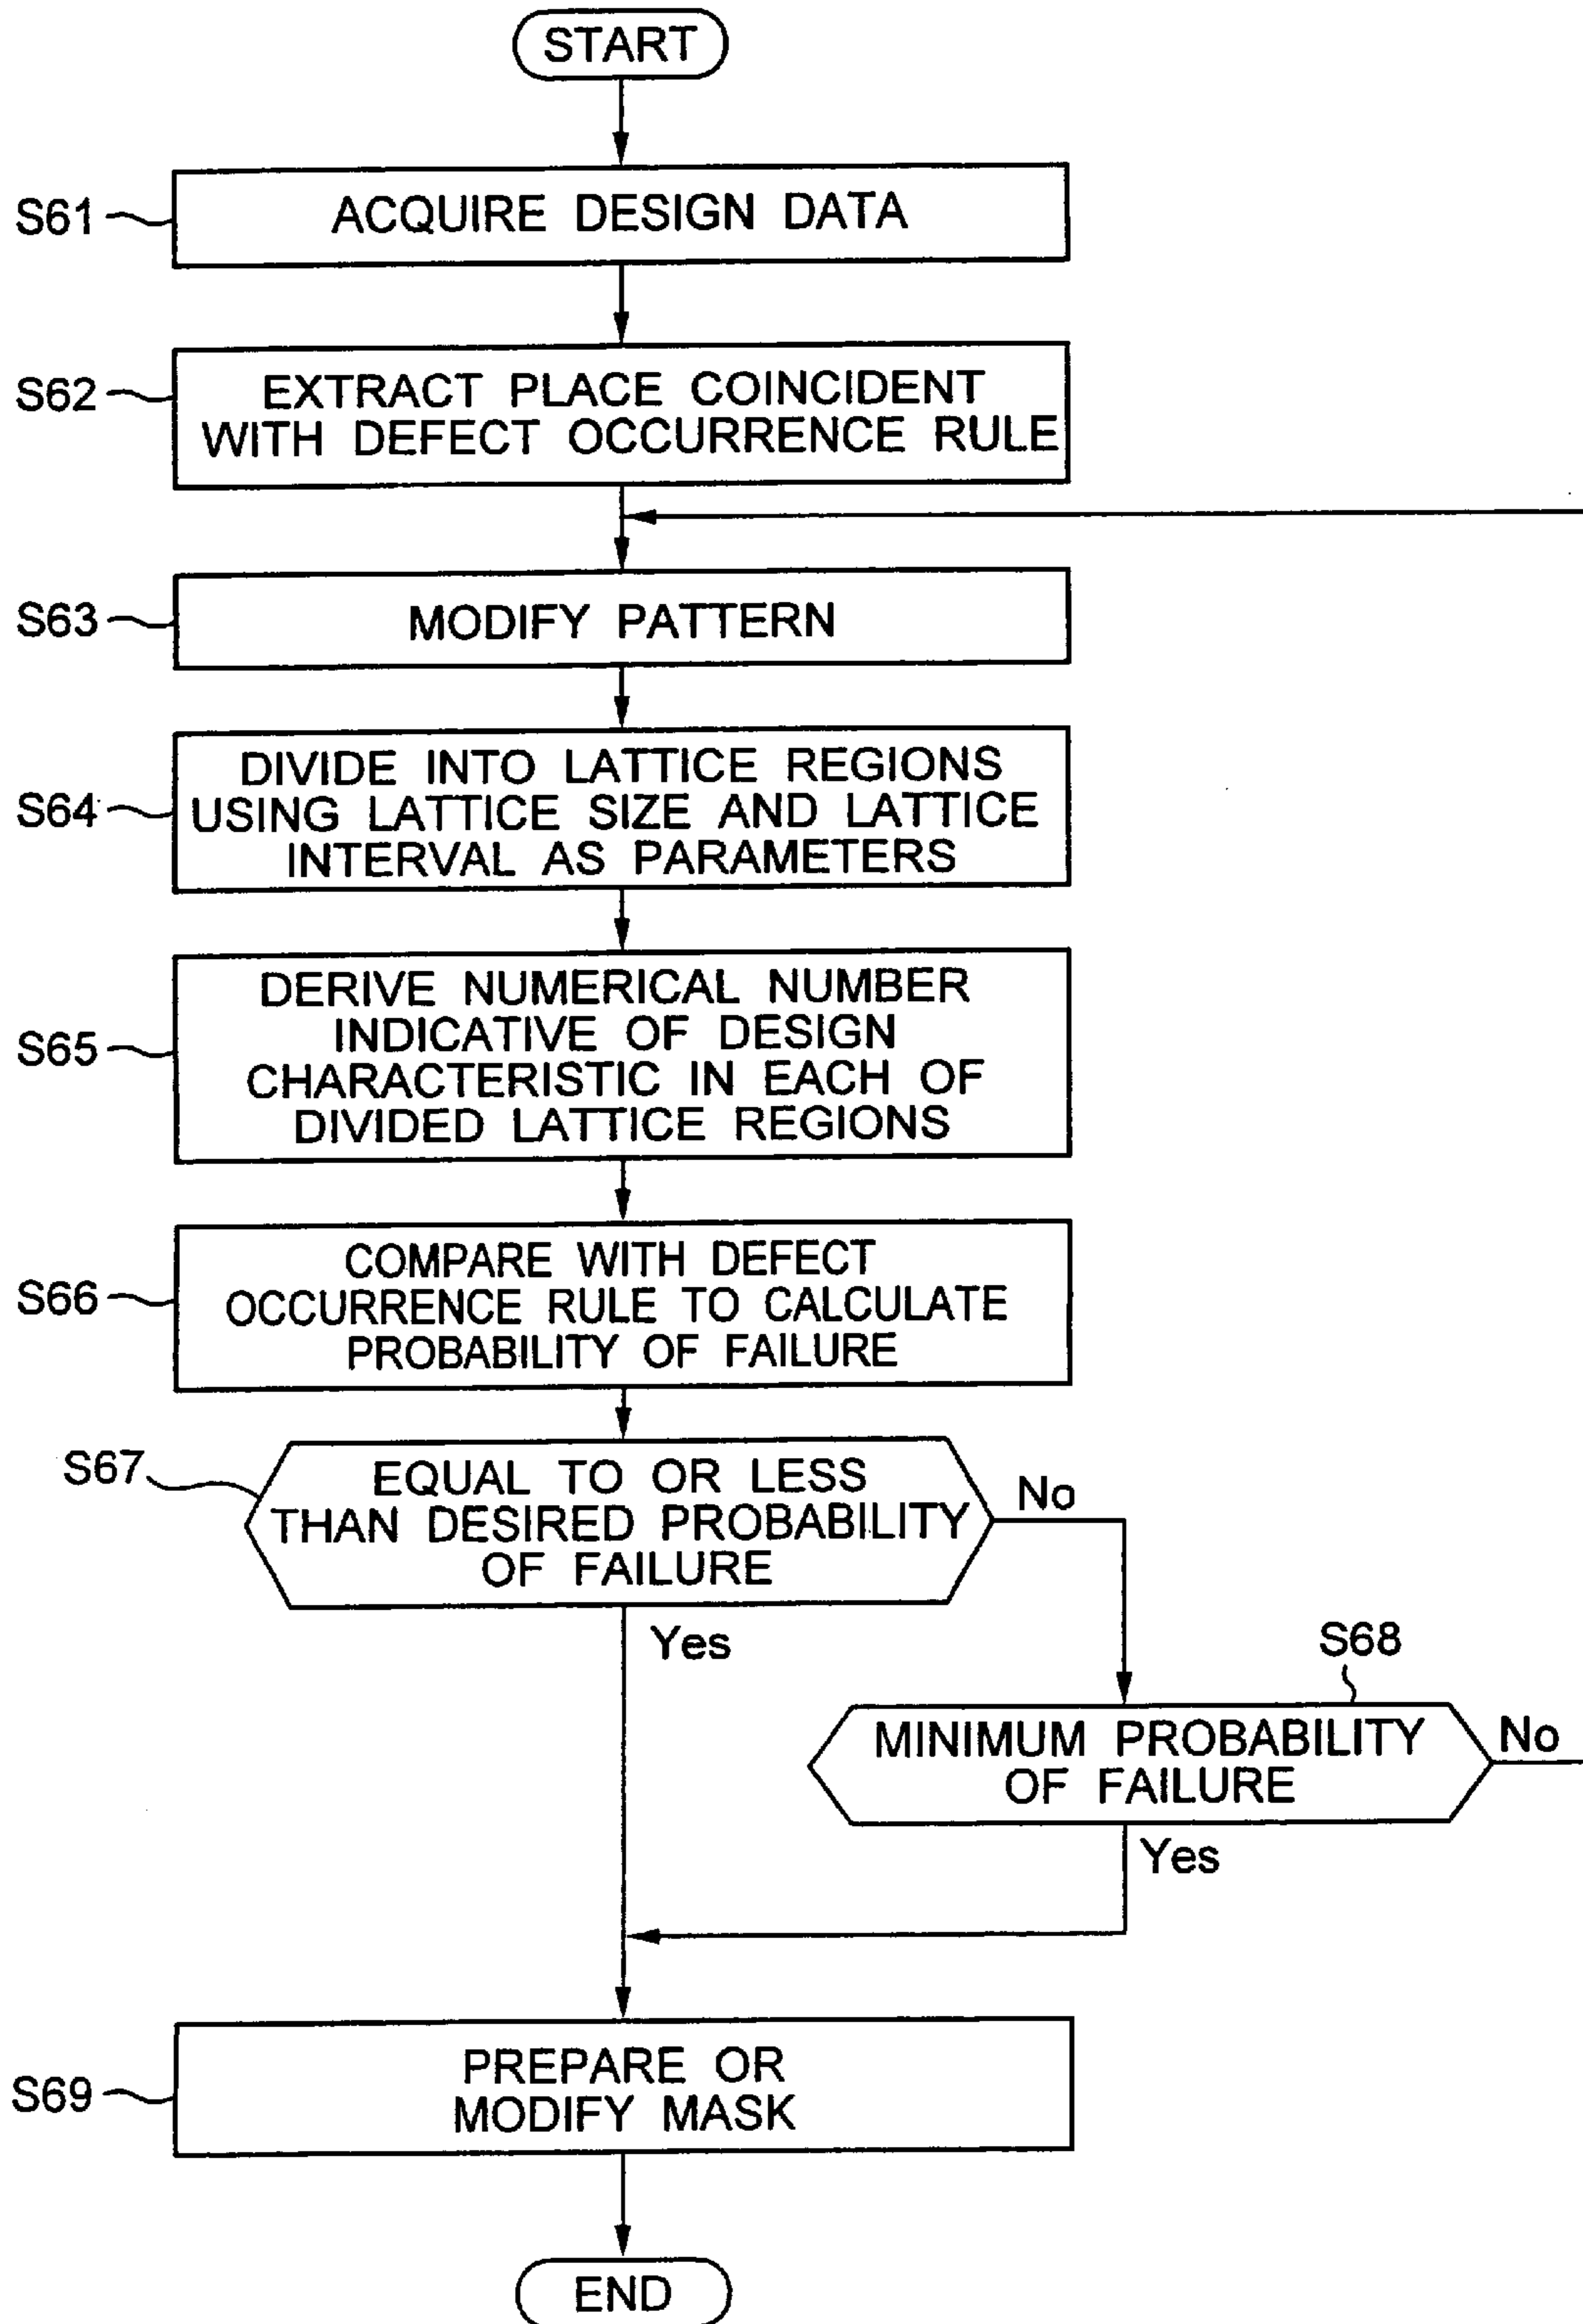 START
S61
ACQUIRE DESIGN DATA
S62
EXTRACT PLACE COINCIDENT
WITH DEFECT OCCURRENCE RULE
S63
MODIFY PATTERN
S64
DIVIDE INTO LATTICE REGIONS
USING LATTICE SIZE AND LATTICE
INTERVAL AS PARAMETERS
S65
DERIVE NUMERICAL NUMBER
INDICATIVE OF DESIGN
CHARACTERISTIC IN EACH OF
DIVIDED LATTICE REGIONS
S66
COMPARE WITH DEFECT
OCCURRENCE RULE TO CALCULATE
PROBABILITY OF FAILURE
S67
EQUAL TO OR LESS
THAN DESIRED PROBABILITY
OF FAILURE
No
Yes
S68
MINIMUM PROBABILITY
OF FAILURE
No
Yes
S69
PREPARE OR
MODIFY MASK
END